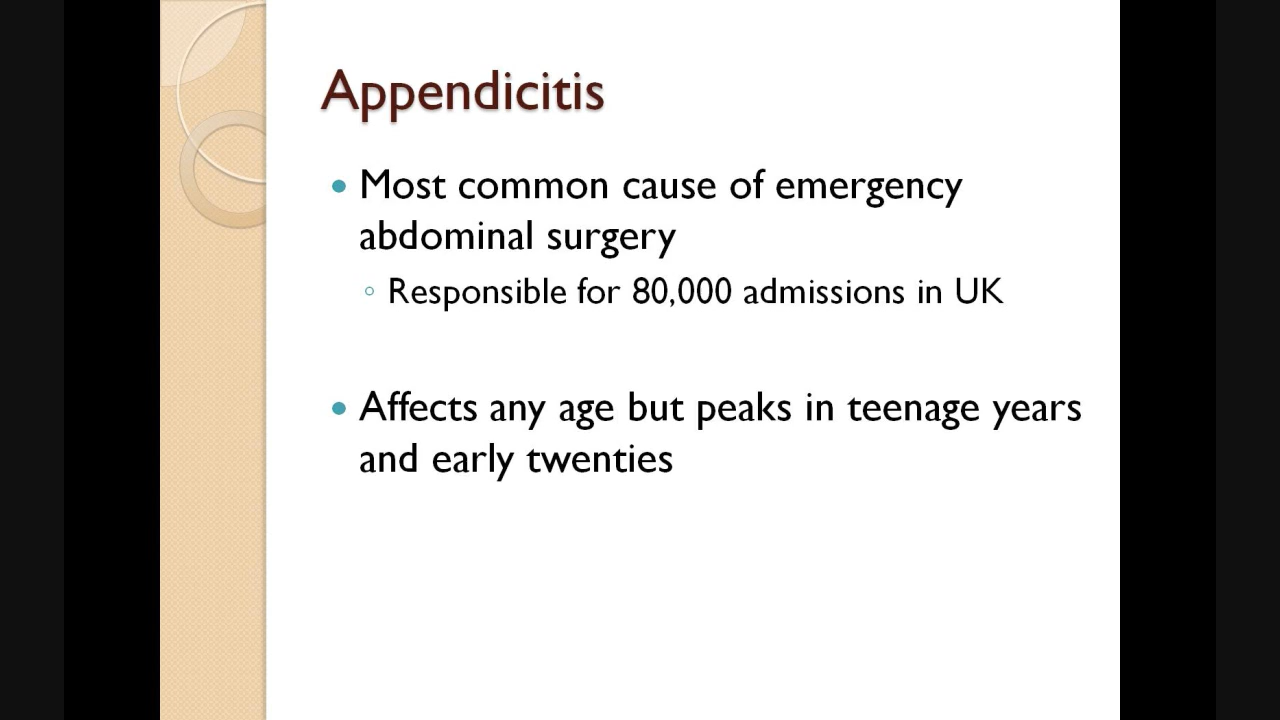 Appendicitis
• Most common cause of emergency
abdominal surgery
◦ Responsible for 80,000 admissions in UK
• Affects any age but peaks in teenage years
and early twenties